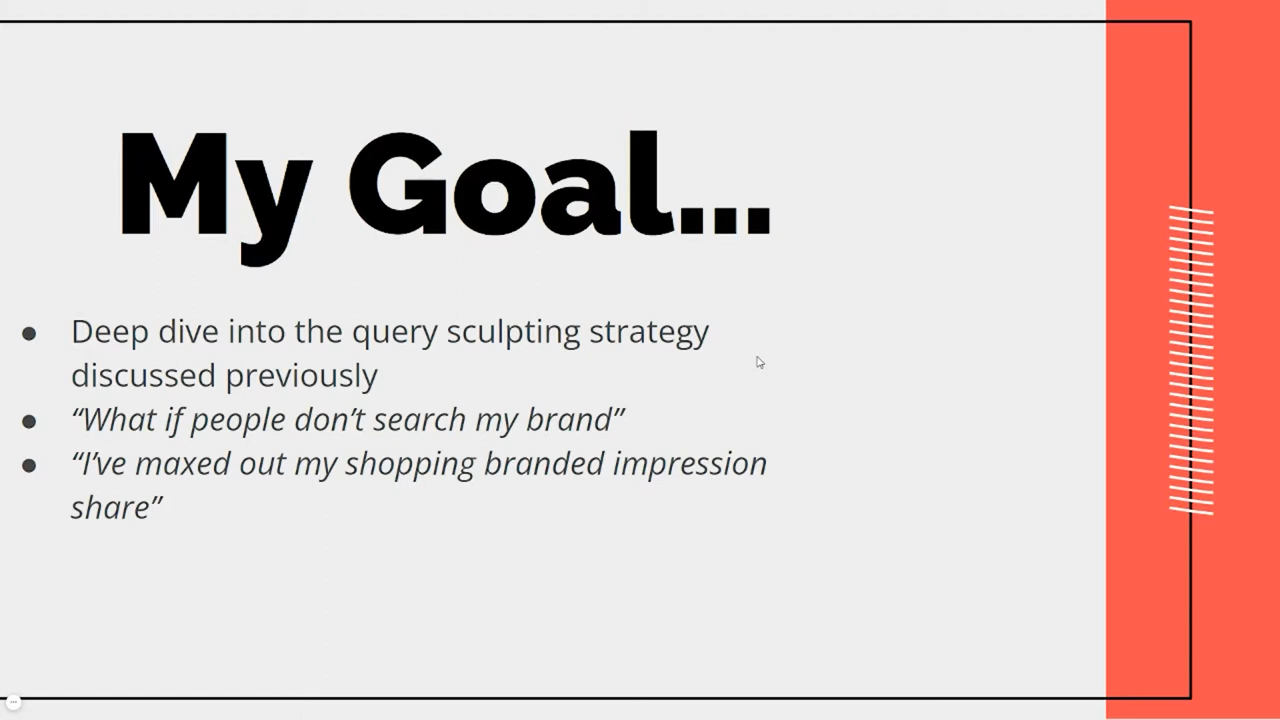 My Goal...
● Deep dive into the query sculpting strategy
discussed previously
● “What if people don’t search my brand”
● “I’ve maxed out my shopping branded impression
share”